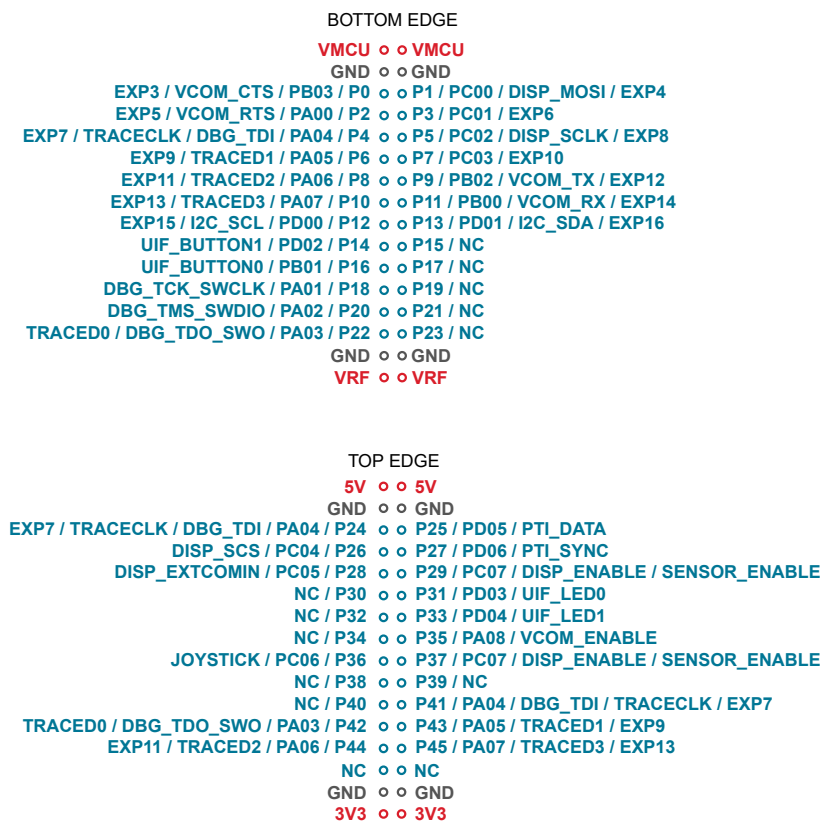 BOTTOM EDGE
VMCU VMCU
GND GND
EXP3 / VCOM_CTS / PB03 / P0 P1 / PC00 / DISP_MOSI / EXP4
EXP5 / VCOM_RTS / PA00 / P2 P3 / PC01 / EXP6
EXP7 / TRACECLK / DBG_TDI / PA04 / P4 P5 / PC02 / DISP_SCLK / EXP8
EXP9 / TRACED1 / PA05 / P6 P7 / PC03 / EXP10
EXP11 / TRACED2 / PA06 / P8 P9 / PB02 / VCOM_TX / EXP12
EXP13 / TRACED3 / PA07 / P10 P11 / PB00 / VCOM_RX / EXP14
EXP15 / I2C_SCL / PD00 / P12 P13 / PD01 / I2C_SDA / EXP16
UIF_BUTTON1 / PD02 / P14 P15 / NC
UIF_BUTTON0 / PB01 / P16 P17 / NC
DBG_TCK_SWCLK / PA01 / P18 P19 / NC
DBG_TMS_SWDIO / PA02 / P20 P21 / NC
TRACED0 / DBG_TDO_SWO / PA03 / P22 P23 / NC
GND GND
VRF VRF
TOP EDGE
5V 5V
GND GND
EXP7 / TRACECLK / DBG_TDI / PA04 / P24 P25 / PD05 / PTI_DATA
DISP_SCS / PC04 / P26 P27 / PD06 / PTI_SYNC
DISP_EXTCOMIN / PC05 / P28 P29 / PC07 / DISP_ENABLE / SENSOR_ENABLE
NC / P30 P31 / PD03 / UIF_LED0
NC / P32 P33 / PD04 / UIF_LED1
NC / P34 P35 / PA08 / VCOM_ENABLE
JOYSTICK / PC06 / P36 P37 / PC07 / DISP_ENABLE / SENSOR_ENABLE
NC / P38 P39 / NC
NC / P40 P41 / PA04 / DBG_TDI / TRACECLK / EXP7
TRACED0 / DBG_TDO_SWO / PA03 / P42 P43 / PA05 / TRACED1 / EXP9
EXP11 / TRACED2 / PA06 / P44 P45 / PA07 / TRACED3 / EXP13
NC NC
GND GND
3V3 3V3